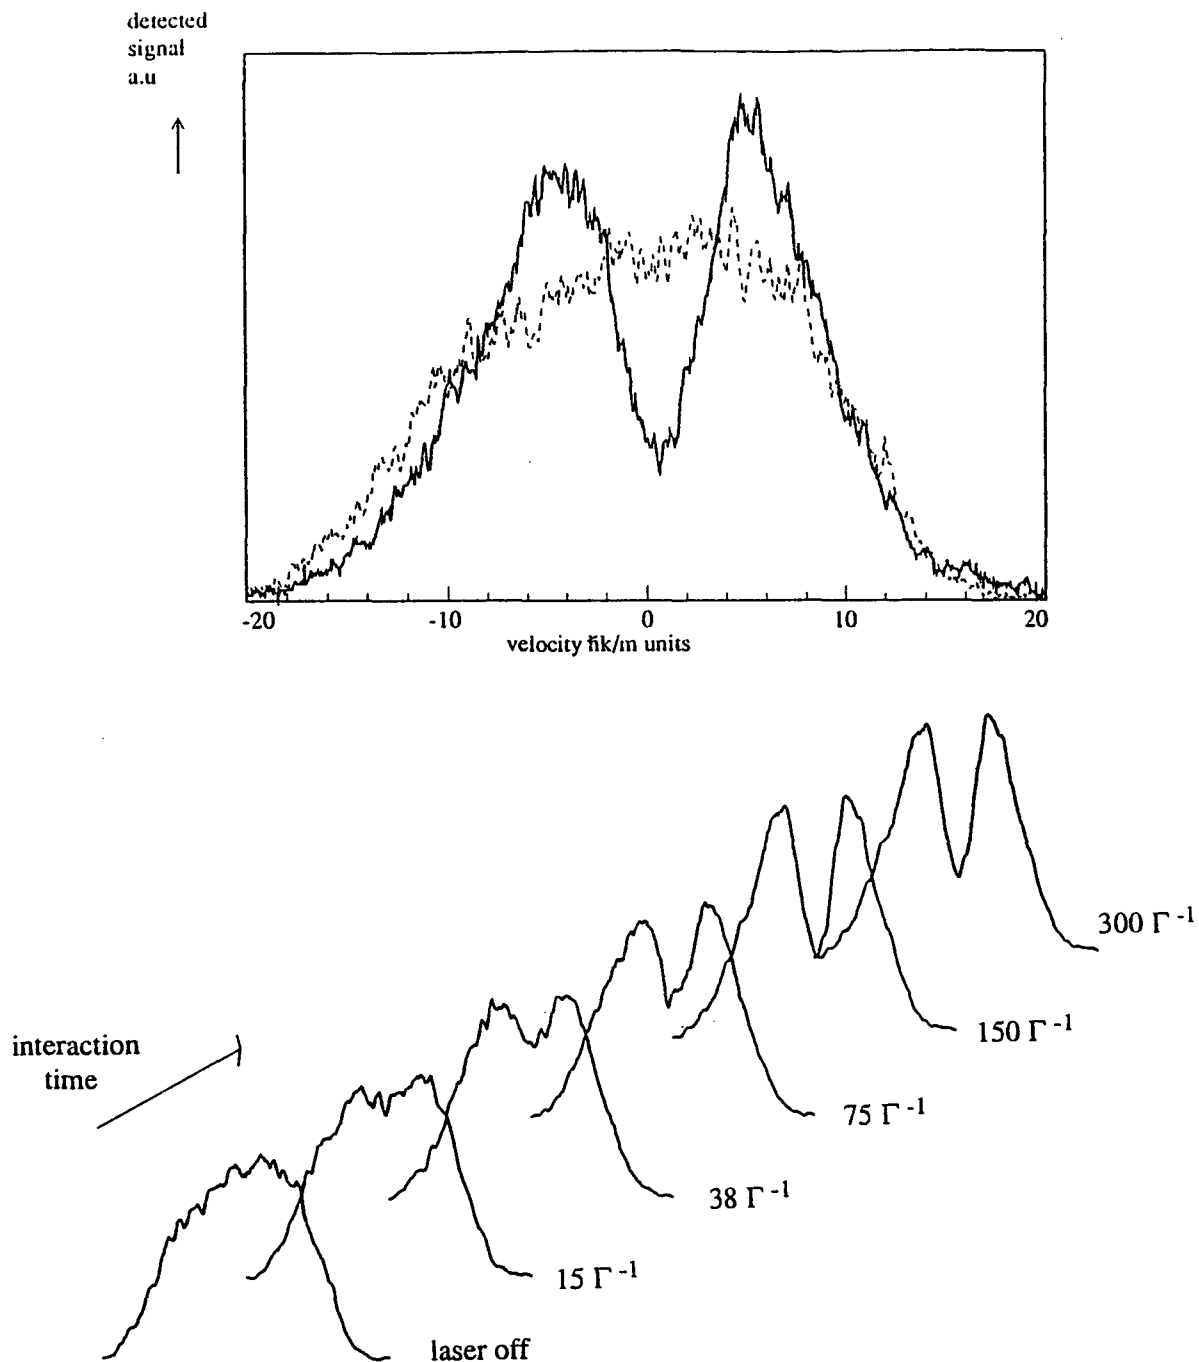 detected
signal
a.u
-20 -10 0 10 20
velocity ħk/m units
300 Γ⁻¹
150 Γ⁻¹
interaction
time
75 Γ⁻¹
38 Γ⁻¹
15 Γ⁻¹
laser off